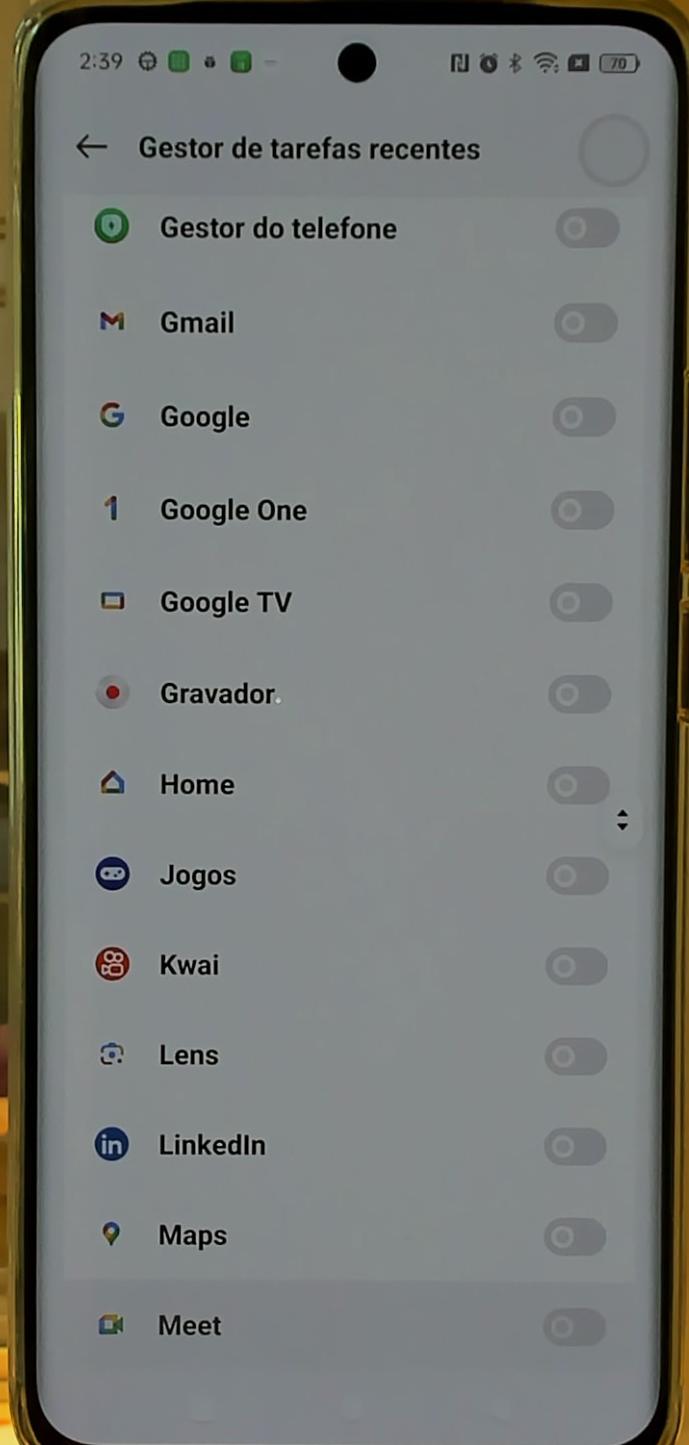 2:39
70
Gestor de tarefas recentes
Gestor do telefone
Gmail
Google
Google One
Google TV
Gravador
Home
Jogos
Kwai
Lens
LinkedIn
Maps
Meet